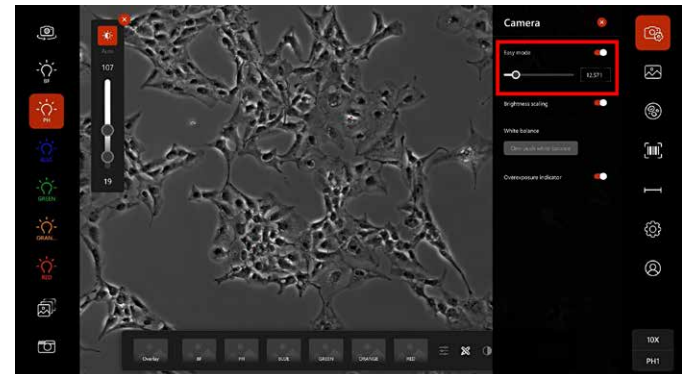 BF
PH
BLUE
GREEN
ORAN...
RED
Auto
107
19
Overlay
BF
PH
BLUE
GREEN
ORANGE
RED
Camera
Easy mode
Brightness scaling
White balance
One-push white balance
Overexposure indicator
10X
PH1